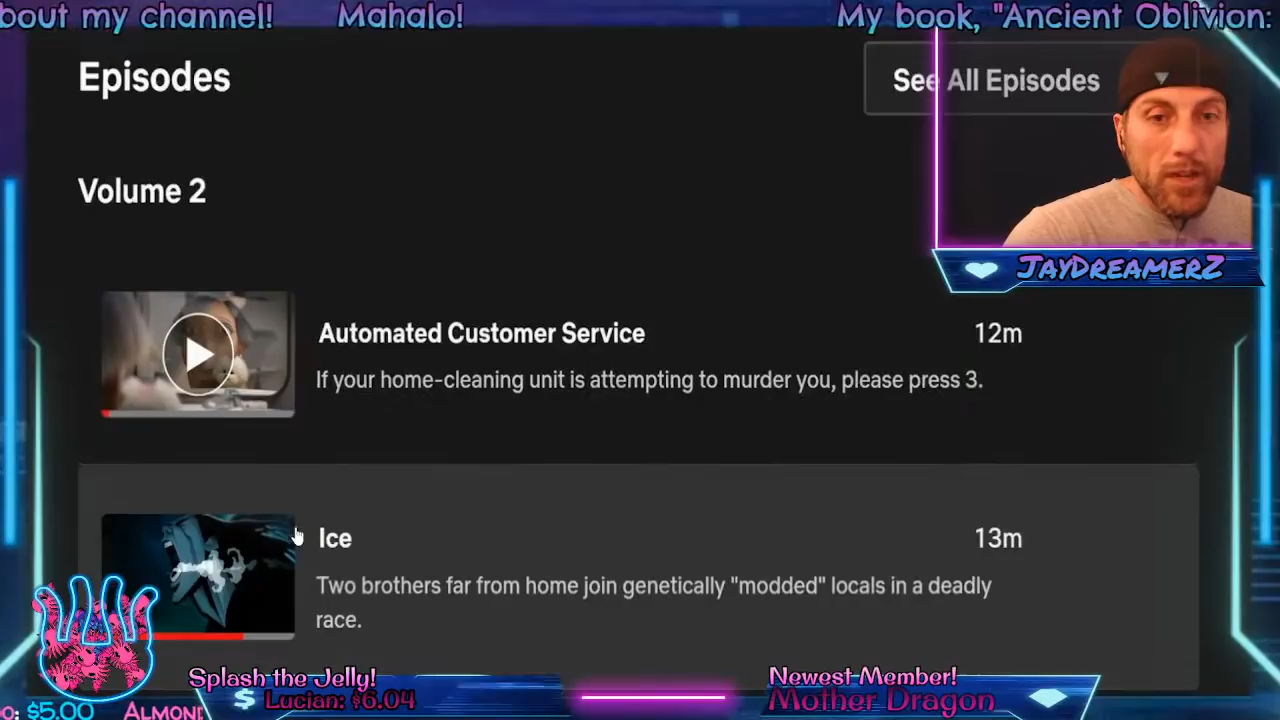 bout my channel! Mahalo! My book, "Ancient Oblivion:
Episodes
See All Episodes
Volume 2
JayDreamerZ
Automated Customer Service 12m
If your home-cleaning unit is attempting to murder you, please press 3.
Ice 13m
Two brothers far from home join genetically "modded" locals in a deadly
race.
Splash the Jelly!
$ Lucian: $6.04
Newest Member!
Mother Dragon
o: $5.00 Almond